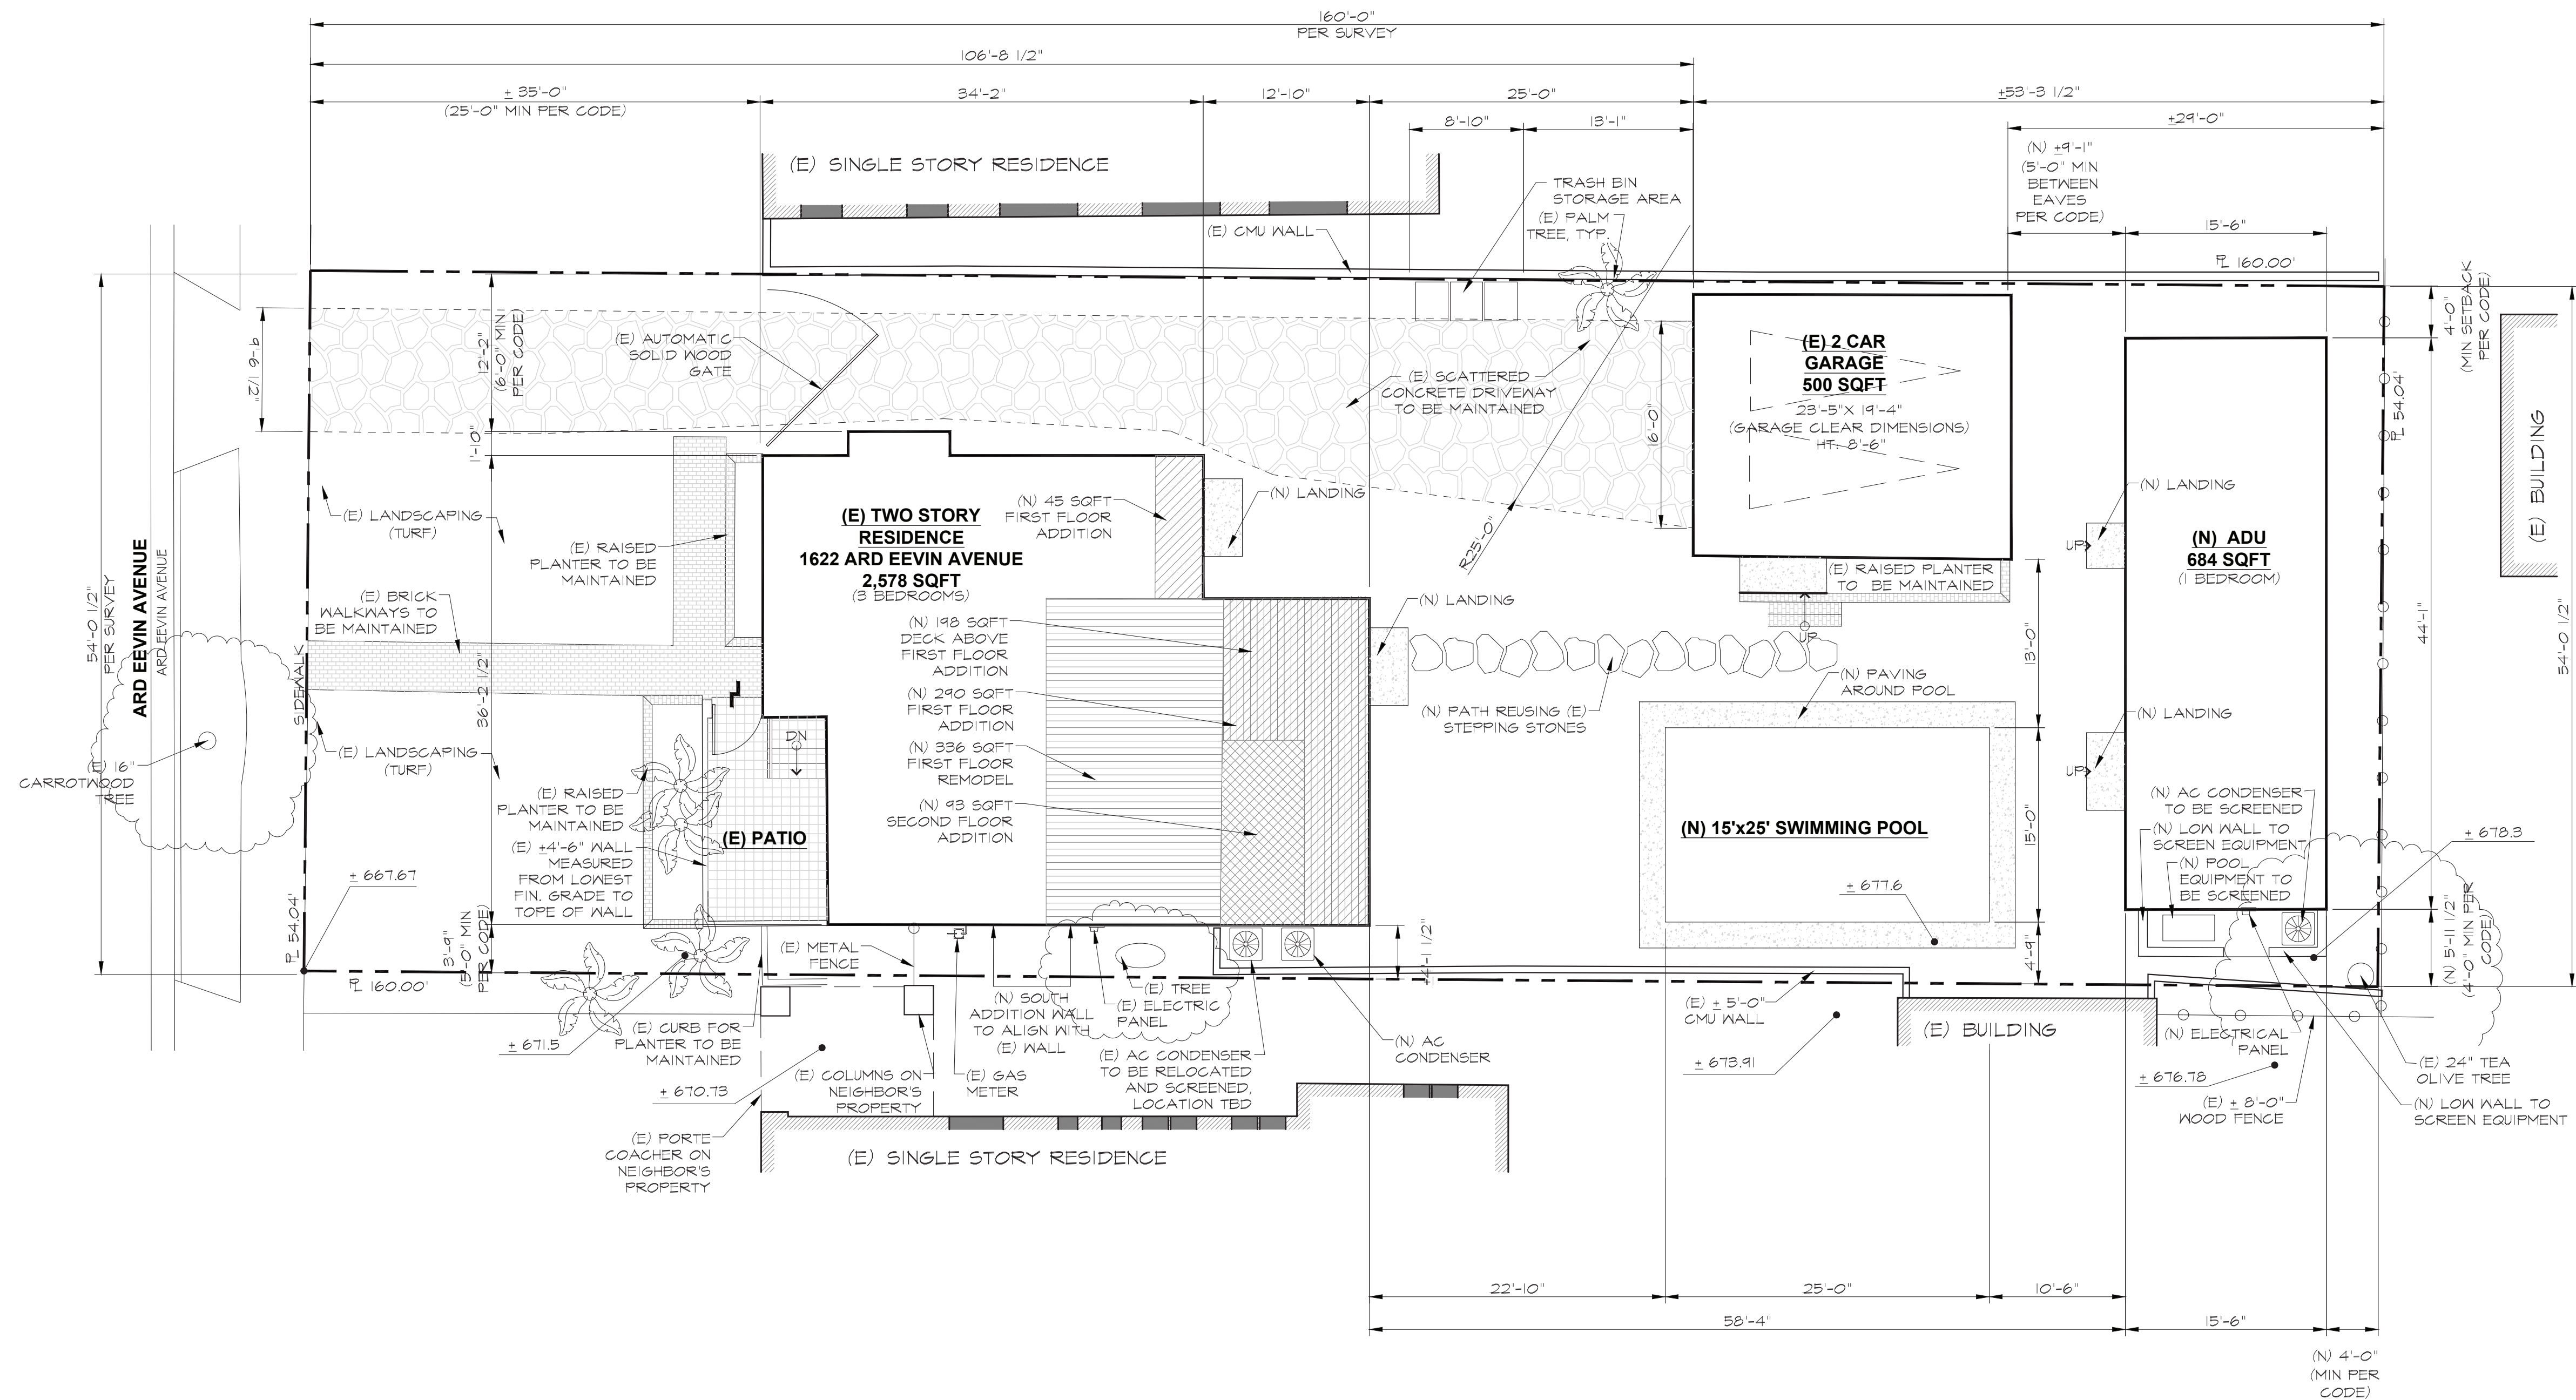 160'-0"
PER SURVEY
106'-8 1/2"
± 35'-0"
(25'-0" MIN PER CODE)
34'-2"
12'-10"
25'-0"
±53'-3 1/2"
8'-10"
13'-1"
±29'-0"
(N) ±9'-1"
(5'-0" MIN
BETWEEN
EAVES
PER CODE)
15'-6"
(E) SINGLE STORY RESIDENCE
TRASH BIN
STORAGE AREA
(E) PALM
TREE, TYP.
(E) CMU WALL
PL 160.00'
4'-0"
(MIN SETBACK
PER CODE)
PL 54.04'
(E) BUILDING
54'-0 1/2"
44'-1"
9'-6 1/2"
12'-2"
(6'-0" MIN
PER CODE)
1'-10"
(E) AUTOMATIC
SOLID WOOD
GATE
(E) SCATTERED
CONCRETE DRIVEWAY
TO BE MAINTAINED
16'-0"
R25'-0"
(E) 2 CAR
GARAGE
500 SQFT
23'-5"X 19'-4"
(GARAGE CLEAR DIMENSIONS)
HT. 8'-6"
54'-0 1/2"
PER SURVEY
ARD EEVIN AVENUE
ARD EEVIN AVENUE
SIDEWALK
(E) LANDSCAPING
(TURF)
(E) RAISED
PLANTER TO BE
MAINTAINED
(E) BRICK
WALKWAYS TO
BE MAINTAINED
36'-2 1/2"
(E) TWO STORY
RESIDENCE
1622 ARD EEVIN AVENUE
2,578 SQFT
(3 BEDROOMS)
(N) 45 SQFT
FIRST FLOOR
ADDITION
(N) LANDING
(N) 198 SQFT
DECK ABOVE
FIRST FLOOR
ADDITION
(N) 290 SQFT
FIRST FLOOR
ADDITION
(N) 336 SQFT
FIRST FLOOR
REMODEL
(N) 93 SQFT
SECOND FLOOR
ADDITION
(N) LANDING
(E) RAISED PLANTER
TO BE MAINTAINED
UP
13'-0"
(N) PATH REUSING (E)
STEPPING STONES
(N) PAVING
AROUND POOL
(N) LANDING
UP
(N) ADU
684 SQFT
(1 BEDROOM)
(N) LANDING
UP
(E) 16"
CARROTWOOD
TREE
(E) LANDSCAPING
(TURF)
DN
(E) RAISED
PLANTER TO BE
MAINTAINED
(E) PATIO
(E) ±4'-6" WALL
MEASURED
FROM LOWEST
FIN. GRADE TO
TOPE OF WALL
(N) 15'x25' SWIMMING POOL
15'-0"
± 677.6
4'-9"
(N) AC CONDENSER
TO BE SCREENED
(N) LOW WALL TO
SCREEN EQUIPMENT
(N) POOL
EQUIPMENT TO
BE SCREENED
± 678.3
(N) 5'-11 1/2"
(4'-0" MIN PER
CODE)
± 667.67
PL 54.04'
PL 160.00'
3'-9"
(5'-0" MIN
PER CODE)
± 671.5
(E) METAL
FENCE
4'-1 1/2"
(E) CURB FOR
PLANTER TO BE
MAINTAINED
± 670.73
(E) COLUMNS ON
NEIGHBOR'S
PROPERTY
(E) PORTE
COACHER ON
NEIGHBOR'S
PROPERTY
(E) GAS
METER
(N) SOUTH
ADDITION WALL
TO ALIGN WITH
(E) WALL
(E) TREE
(E) ELECTRIC
PANEL
(E) AC CONDENSER
TO BE RELOCATED
AND SCREENED,
LOCATION TBD
(N) AC
CONDENSER
(E) ± 5'-0"
CMU WALL
± 673.91
(E) BUILDING
(N) ELECTRICAL
PANEL
± 676.78
(E) ± 8'-0"
WOOD FENCE
(E) 24" TEA
OLIVE TREE
(N) LOW WALL TO
SCREEN EQUIPMENT
(E) SINGLE STORY RESIDENCE
22'-10"
25'-0"
10'-6"
58'-4"
15'-6"
(N) 4'-0"
(MIN PER
CODE)